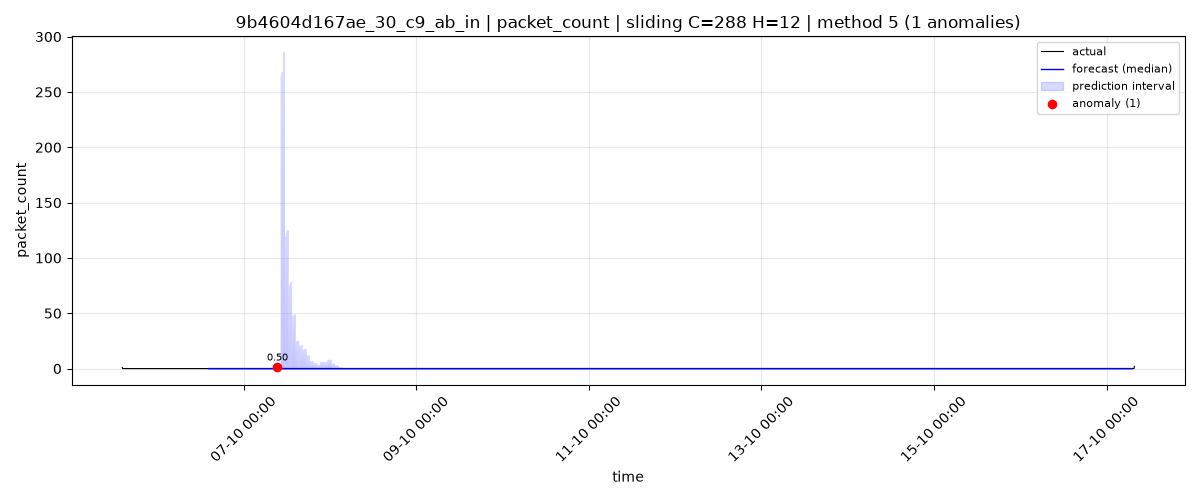 9b4604d167ae_30_c9_ab_in | packet_count | sliding C=288 H=12 | method 5 (1 anomalies)
actual
forecast (median)
prediction interval
anomaly (1)
packet_count
300
250
200
150
100
50
0
0.50
07-10 00:00
09-10 00:00
11-10 00:00
13-10 00:00
15-10 00:00
17-10 00:00
time